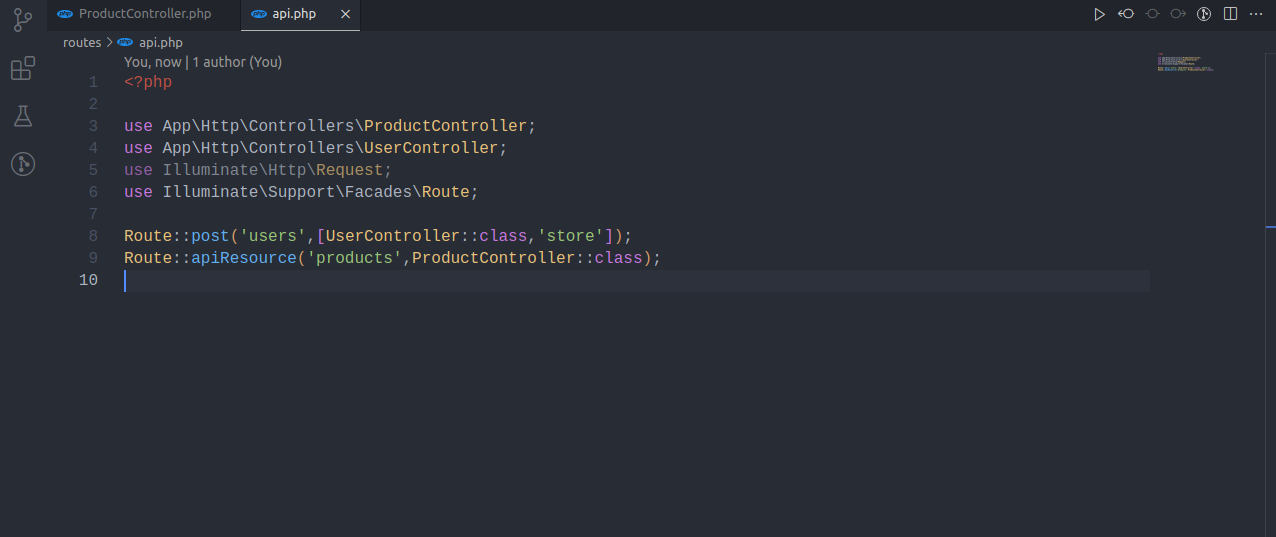 ProductController.php
api.php
routes > api.php
You, now | 1 author (You)
1 <?php
2
3 use App\Http\Controllers\ProductController;
4 use App\Http\Controllers\UserController;
5 use Illuminate\Http\Request;
6 use Illuminate\Support\Facades\Route;
7
8 Route::post('users',[UserController::class,'store']);
9 Route::apiResource('products',ProductController::class);
10